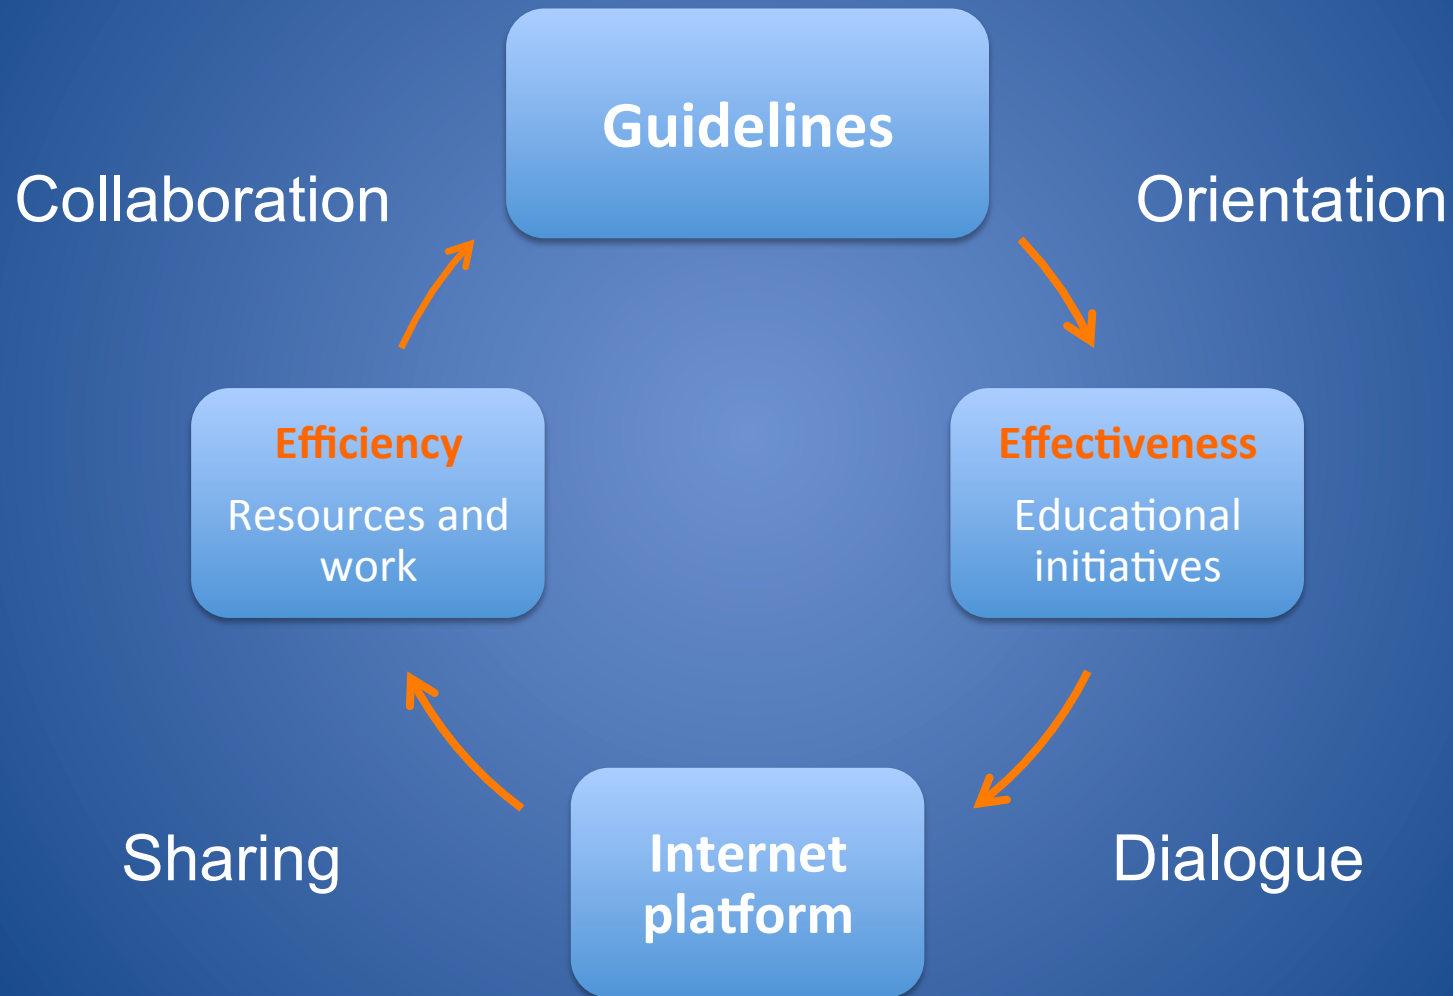 Guidelines
Collaboration
Orientation
Efficiency
Resources and
work
Effectiveness
Educational
initiatives
Sharing
Internet
platform
Dialogue